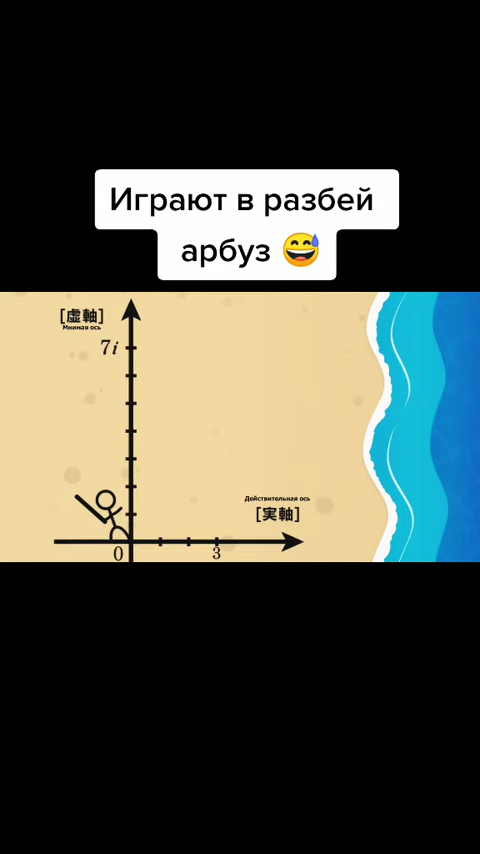 Играют в разбей
арбуз 😅
[虚軸]
Мнимая ось
7i
Действительная ось
[実軸]
0
3